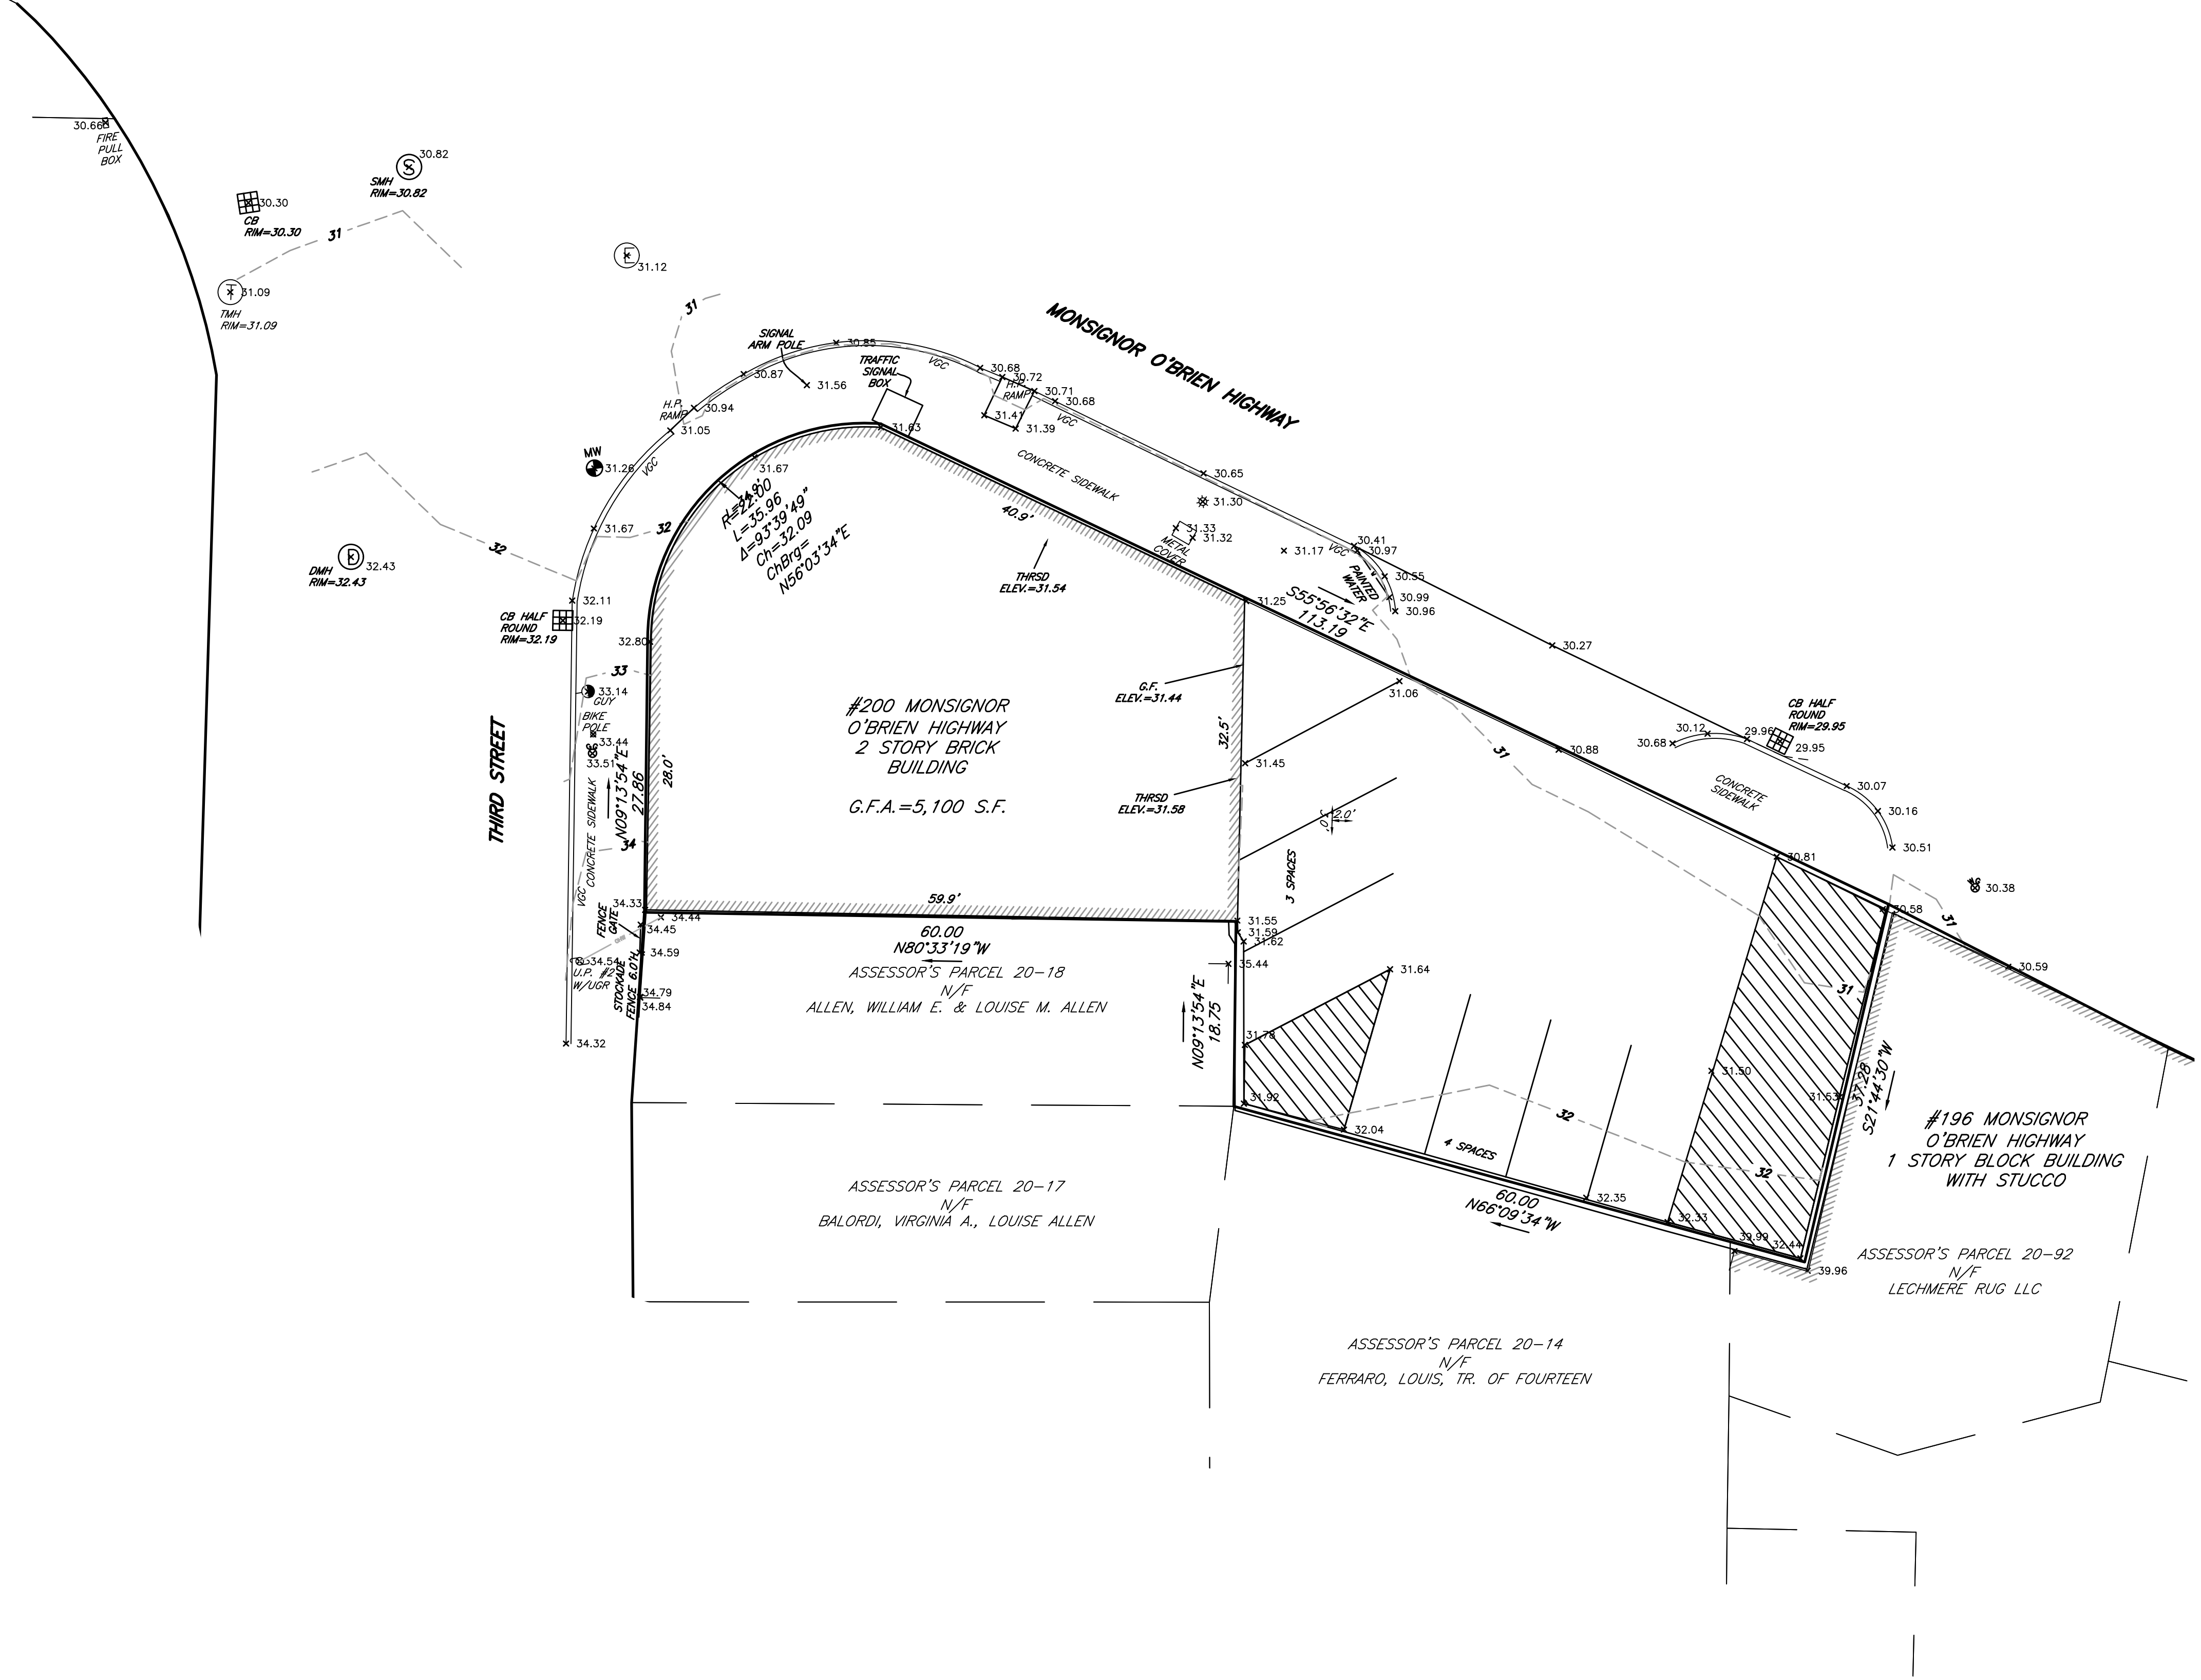 30.66
FIRE
PULL
BOX
30.82
SMH
RIM=30.82
S
30.30
CB
RIM=30.30
31
T
31.09
TMH
RIM=31.09
E
31.12
31
MONSIGNOR O'BRIEN HIGHWAY
SIGNAL
ARM POLE
30.85
TRAFFIC
SIGNAL
BOX
VGC
30.68
30.72
H.P.
RAMP
30.71
30.68
VGC
30.87
31.56
H.P.
RAMP
30.94
31.05
31.41
31.39
31.63
MW
31.26
VGC
31.67
CONCRETE SIDEWALK
30.65
31.30
31.33
31.32
METAL
COVER
31.17
VGC
30.41
30.97
30.55
30.99
30.96
PAINTED
WATER
L=34.9'
R=22.00
L=35.96
Δ=93°39'49"
Ch=32.09
ChBrg=
N56°03'34"E
40.9'
THRSD
ELEV.=31.54
31.67
32
32
D
32.43
DMH
RIM=32.43
32.11
CB HALF
ROUND
RIM=32.19
32.19
32.80
31.25
S55°56'32"E
113.19
30.27
33
33.14
GUY
BIKE
POLE
33.44
33.51
THIRD STREET
CONCRETE SIDEWALK
N09°13'54"E
27.86
28.0'
#200 MONSIGNOR
O'BRIEN HIGHWAY
2 STORY BRICK
BUILDING
G.F.A.=5,100 S.F.
G.F.
ELEV.=31.44
32.5'
31.45
31.06
THRSD
ELEV.=31.58
2.0'
2.0'
3 SPACES
31
30.88
30.68
30.12
29.96
CB HALF
ROUND
RIM=29.95
29.95
CONCRETE
SIDEWALK
30.07
30.16
30.51
30.81
30.38
30.58
31
30.59
34
VGC
34.33
34.44
FENCE
GATE
34.45
59.9'
60.00
N80°33'19"W
31.55
31.59
31.62
35.44
34.54
U.P. #2
W/UGR
34.59
STOCKADE
FENCE 6.0'H.
34.79
34.84
34.32
ASSESSOR'S PARCEL 20-18
N/F
ALLEN, WILLIAM E. & LOUISE M. ALLEN
N09°13'54"E
18.75
31.64
31.78
31.92
32.04
31
31.50
31.53
37.28
S21°44'30"W
32
4 SPACES
32
32.35
32.33
39.99
32.44
39.96
60.00
N66°09'34"W
#196 MONSIGNOR
O'BRIEN HIGHWAY
1 STORY BLOCK BUILDING
WITH STUCCO
ASSESSOR'S PARCEL 20-17
N/F
BALORDI, VIRGINIA A., LOUISE ALLEN
ASSESSOR'S PARCEL 20-92
N/F
LECHMERE RUG LLC
ASSESSOR'S PARCEL 20-14
N/F
FERRARO, LOUIS, TR. OF FOURTEEN